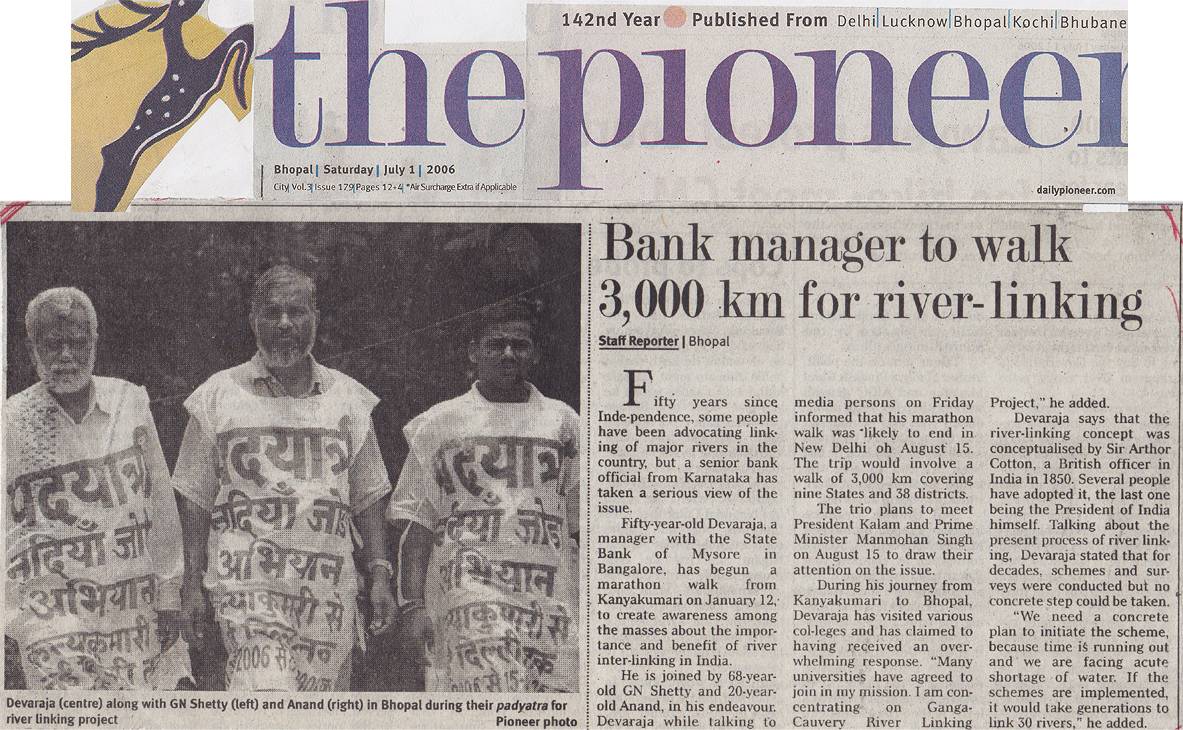 142nd Year Published From Delhi|Lucknow|Bhopal|Kochi|Bhubane
the pioneer
Bhopal| Saturday| July 1| 2006
City Vol.3|Issue 179|Pages 12+4| *Air Surcharge Extra if Applicable
dailypioneer.com
Bank manager to walk
3,000 km for river-linking
Staff Reporter | Bhopal
Fifty years since
Inde-pendence, some people
have been advocating link-
ing of major rivers in the
country, but a senior bank
official from Karnataka has
taken a serious view of the
issue.
Fifty-year-old Devaraja, a
manager with the State
Bank of Mysore in
Bangalore, has begun a
marathon walk from
Kanyakumari on January 12,
to create awareness among
the masses about the impor-
tance and benefit of river
inter-linking in India.
He is joined by 68-year-
old GN Shetty and 20-year-
old Anand, in his endeavour.
Devaraja while talking to
media persons on Friday
informed that his marathon
walk was likely to end in
New Delhi oh August 15.
The trip would involve a
walk of 3,000 km covering
nine States and 38 districts.
The trio plans to meet
President Kalam and Prime
Minister Manmohan Singh
on August 15 to draw their
attention on the issue.
During his journey from
Kanyakumari to Bhopal,
Devaraja has visited various
col-leges and has claimed to
having received an over-
whelming response. “Many
universities have agreed to
join in my mission. I am con-
centrating on Ganga-
Cauvery River Linking
Project,” he added.
Devaraja says that the
river-linking concept was
conceptualised by Sir Arthor
Cotton, a British officer in
India in 1850. Several people
have adopted it, the last one
being the President of India
himself. Talking about the
present process of river link-
ing, Devaraja stated that for
decades, schemes and sur-
veys were conducted but no
concrete step could be taken.
“We need a concrete
plan to initiate the scheme,
because time is running out
and we are facing acute
shortage of water. If the
schemes are implemented,
it would take generations to
link 30 rivers,” he added.
पदयात्री
नदियाँ जो
अभियान
कन्याकुमारी
पदयात्री
नदियाँ जोड़
अभियान
न्याकुमारी से
2006 से
पदयात्री
नदियाँ जोड़
अभियान
न्याकुमारी से
दिल्ली तक
2006 से 15-
Devaraja (centre) along with GN Shetty (left) and Anand (right) in Bhopal during their padyatra for
river linking project
Pioneer photo